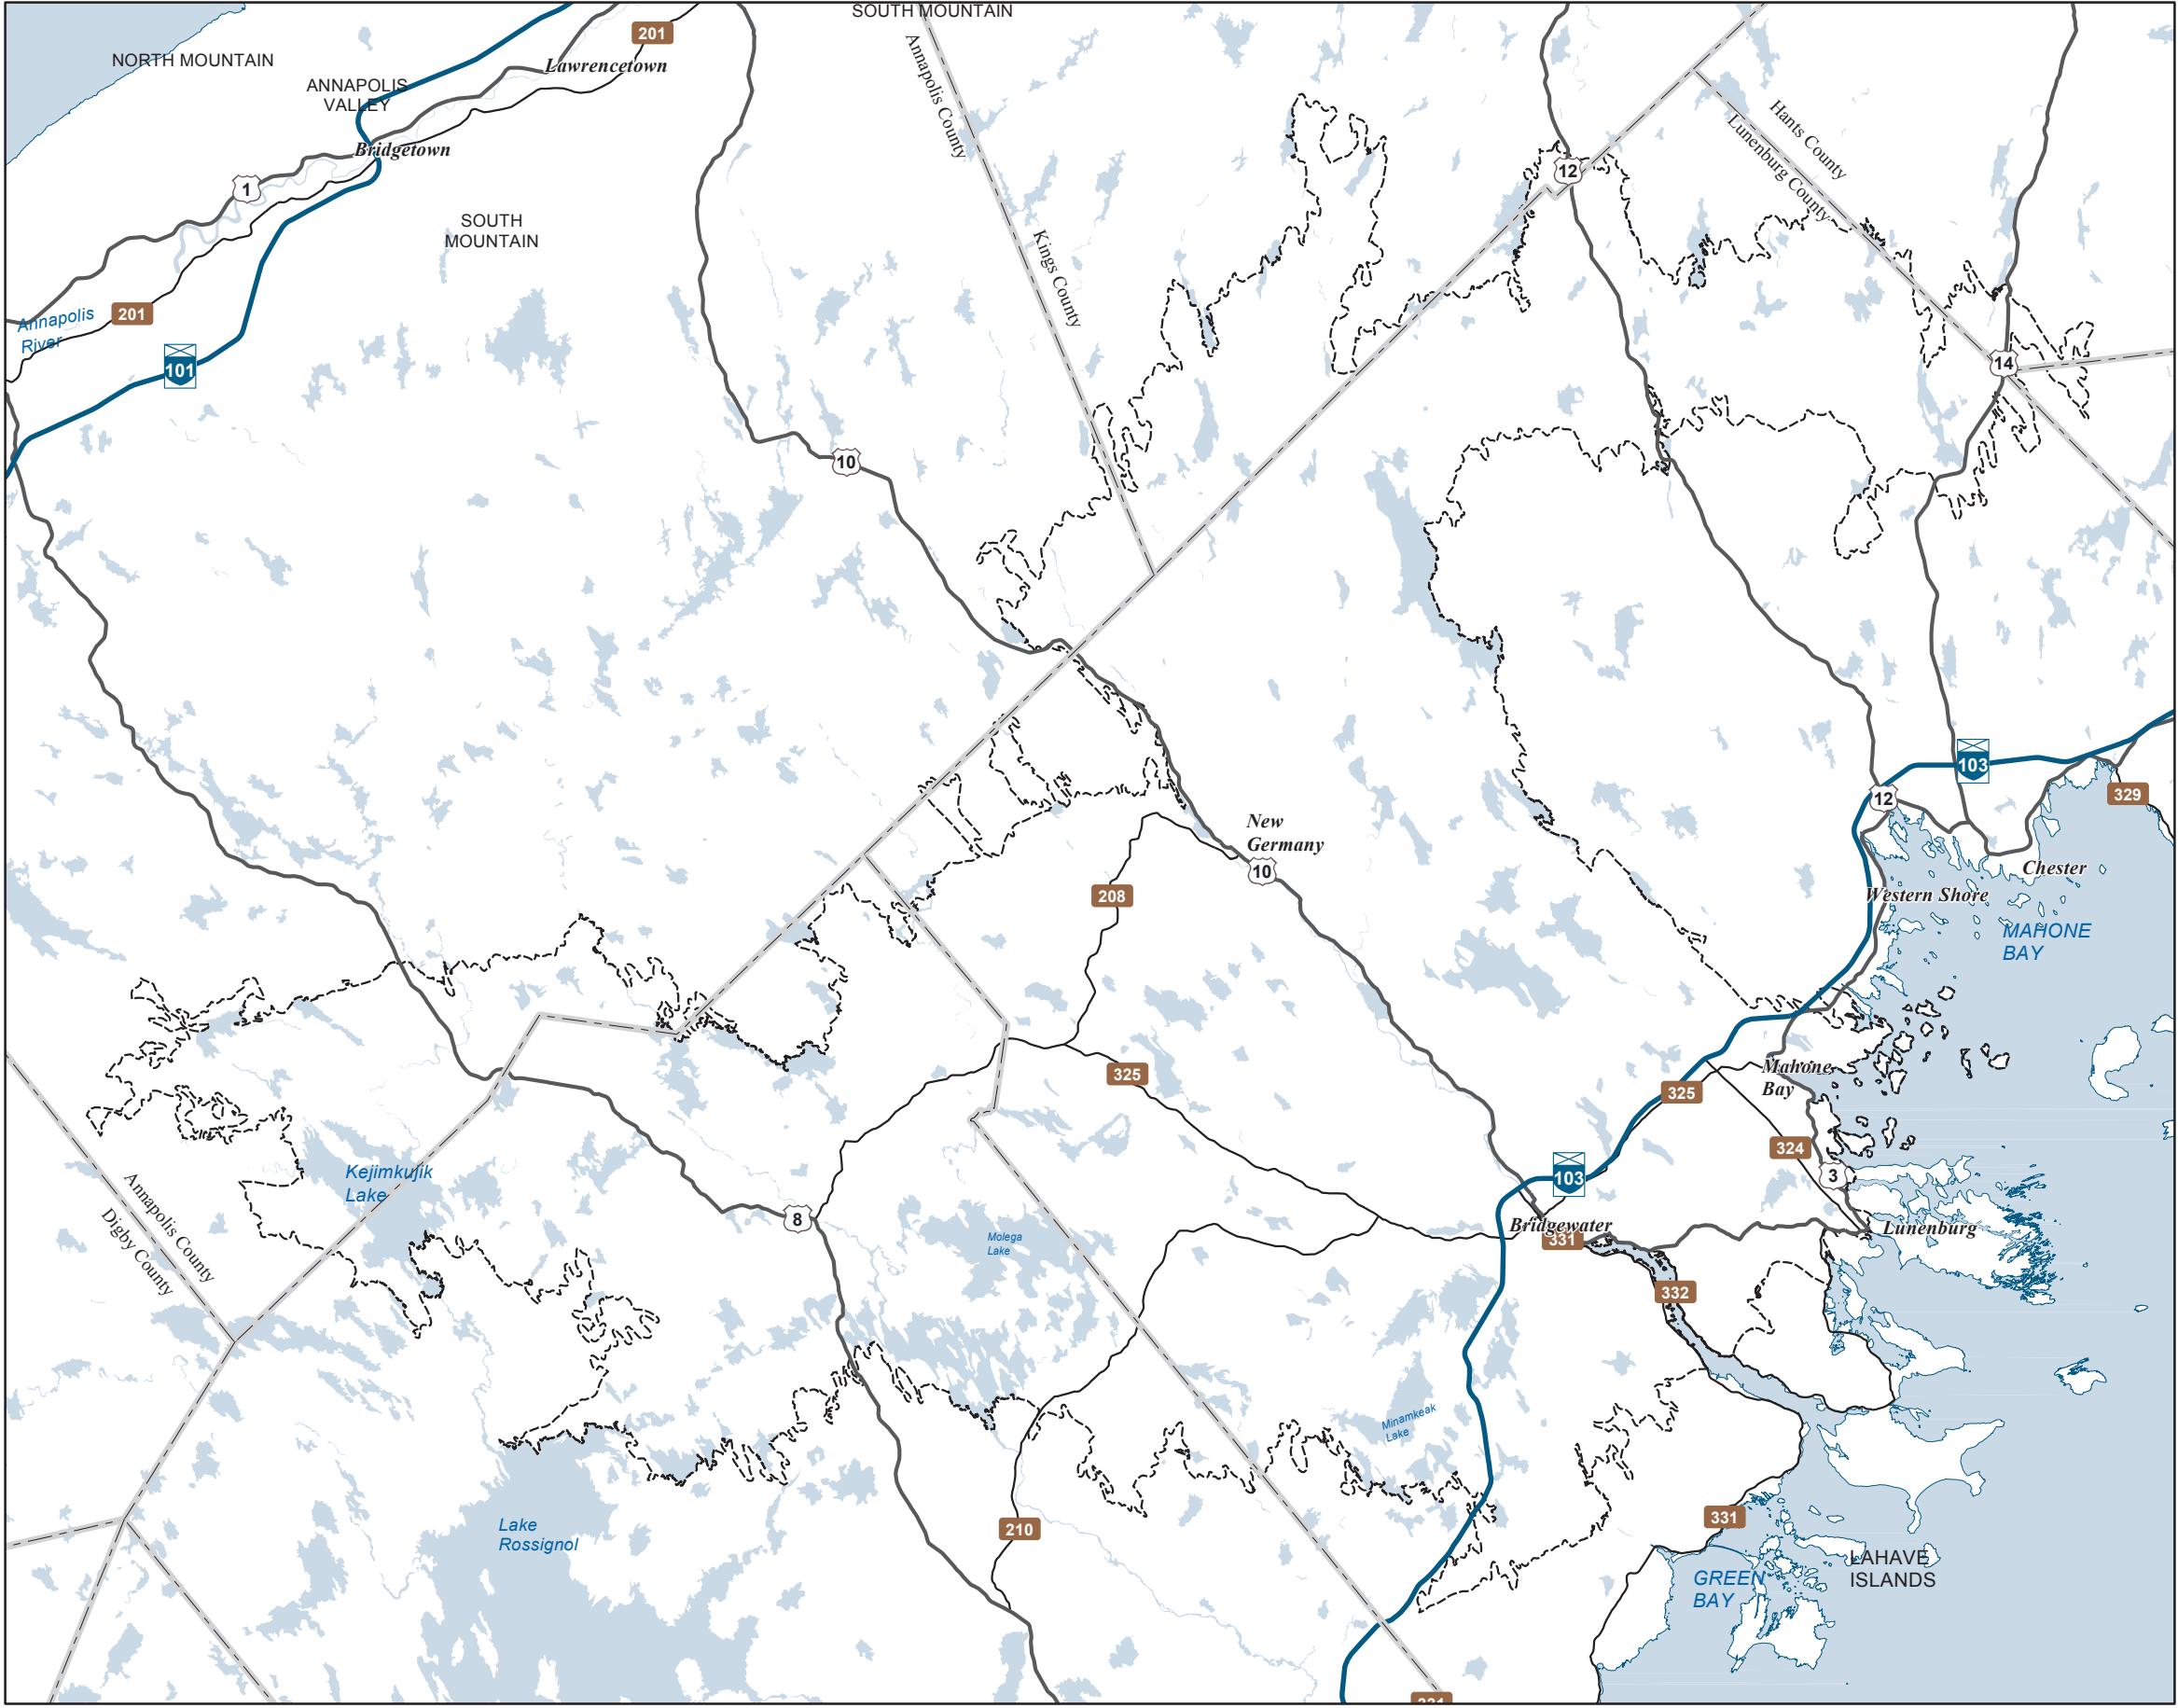 SOUTH MOUNTAIN
201
NORTH MOUNTAIN
Lawrencetown
Annapolis County
ANNAPOLIS
VALLEY
Hants County
Lunenburg County
Bridgetown
12
1
SOUTH
MOUNTAIN
Kings County
Annapolis
River
201
101
14
10
103
12
329
New
Germany
10
Chester
Western Shore
208
MAHONE
BAY
325
Mahone
Bay
325
324
Kejimkujik
Lake
103
3
Annapolis County
Digby County
8
Bridgewater
331
Lunenburg
Molega
Lake
332
Minamkeak
Lake
Lake
Rossignol
210
331
LAHAVE
ISLANDS
GREEN
BAY